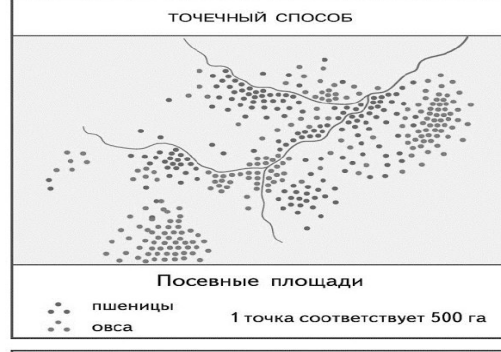 ТОЧЕЧНЫЙ СПОСОБ
Посевные площади
пшеницы
овса
1 точка соответствует 500 га